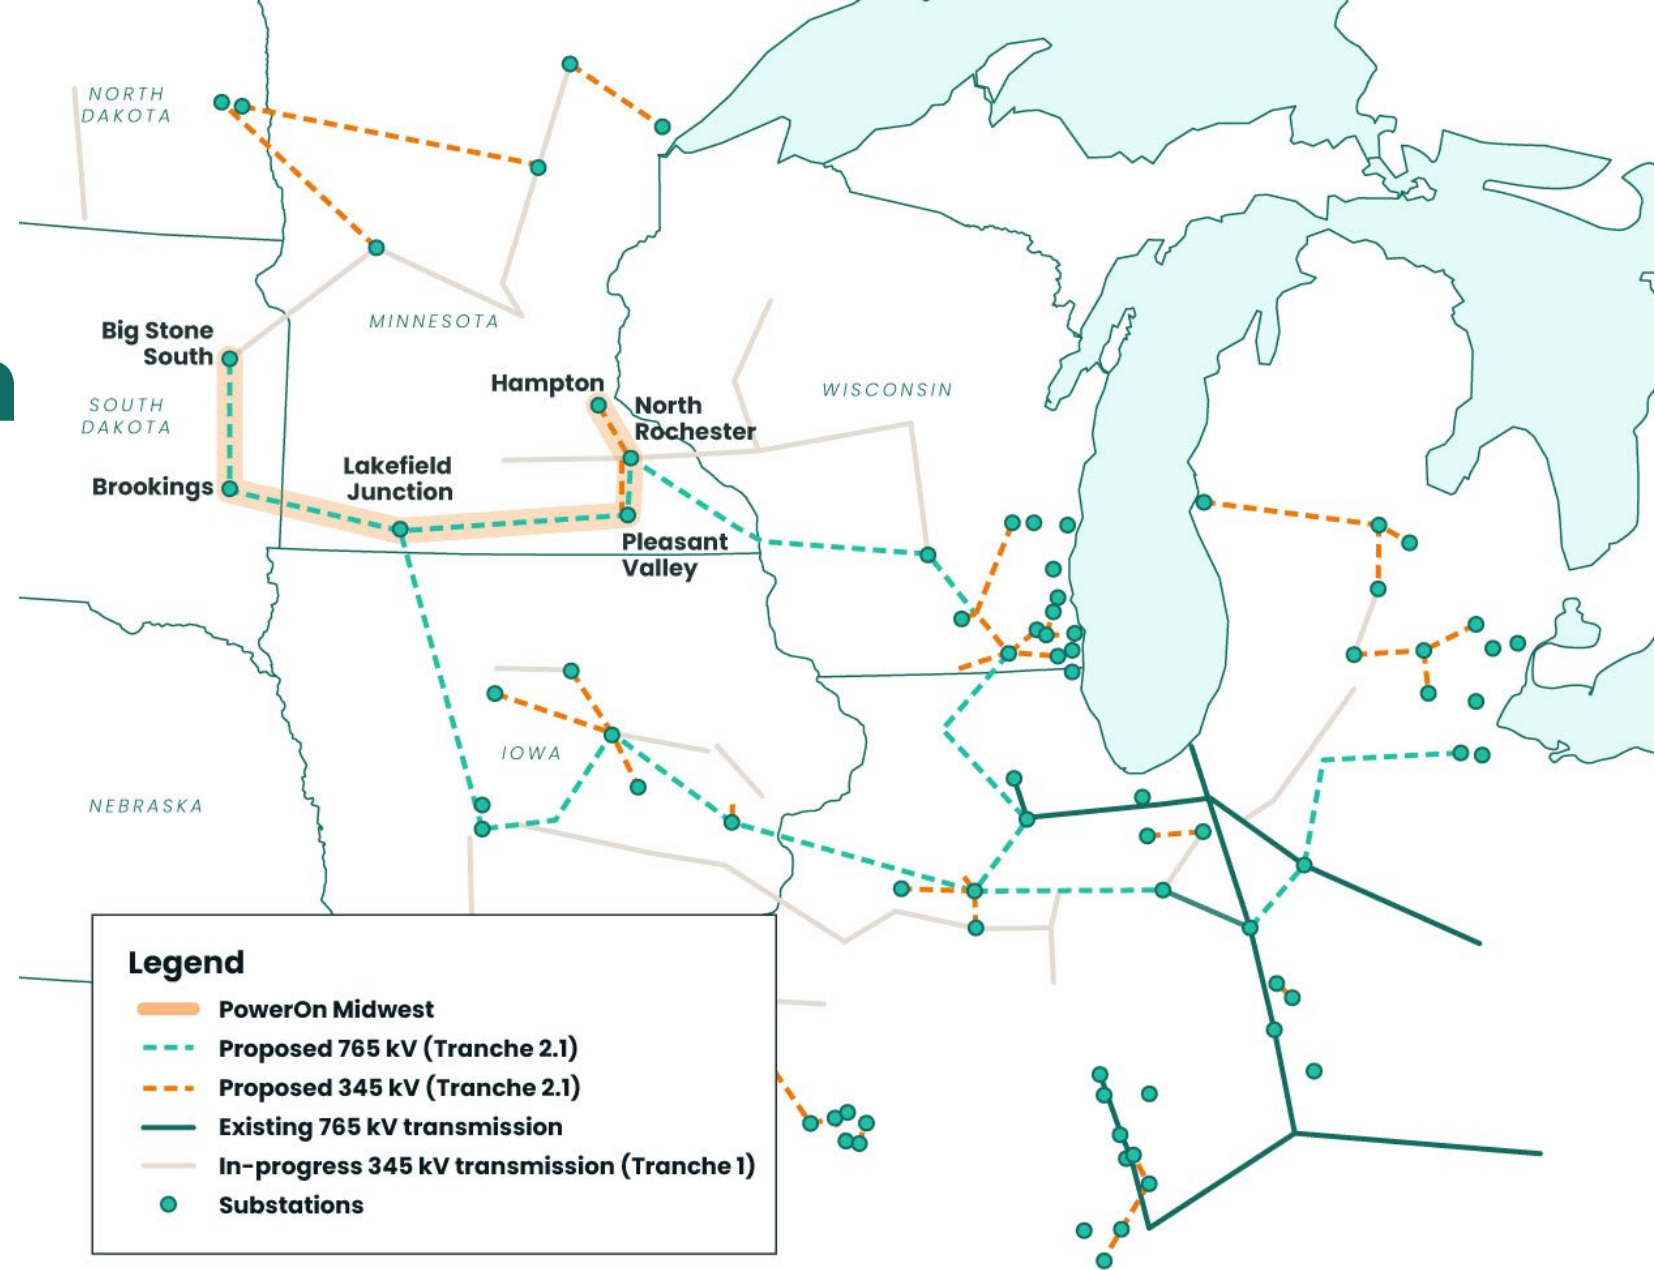 NORTH
DAKOTA
MINNESOTA
Big Stone
South
SOUTH
DAKOTA
Brookings
Hampton
North
Rochester
WISCONSIN
Lakefield
Junction
Pleasant
Valley
IOWA
NEBRASKA
Legend
PowerOn Midwest
Proposed 765 kV (Tranche 2.1)
Proposed 345 kV (Tranche 2.1)
Existing 765 kV transmission
In-progress 345 kV transmission (Tranche 1)
Substations